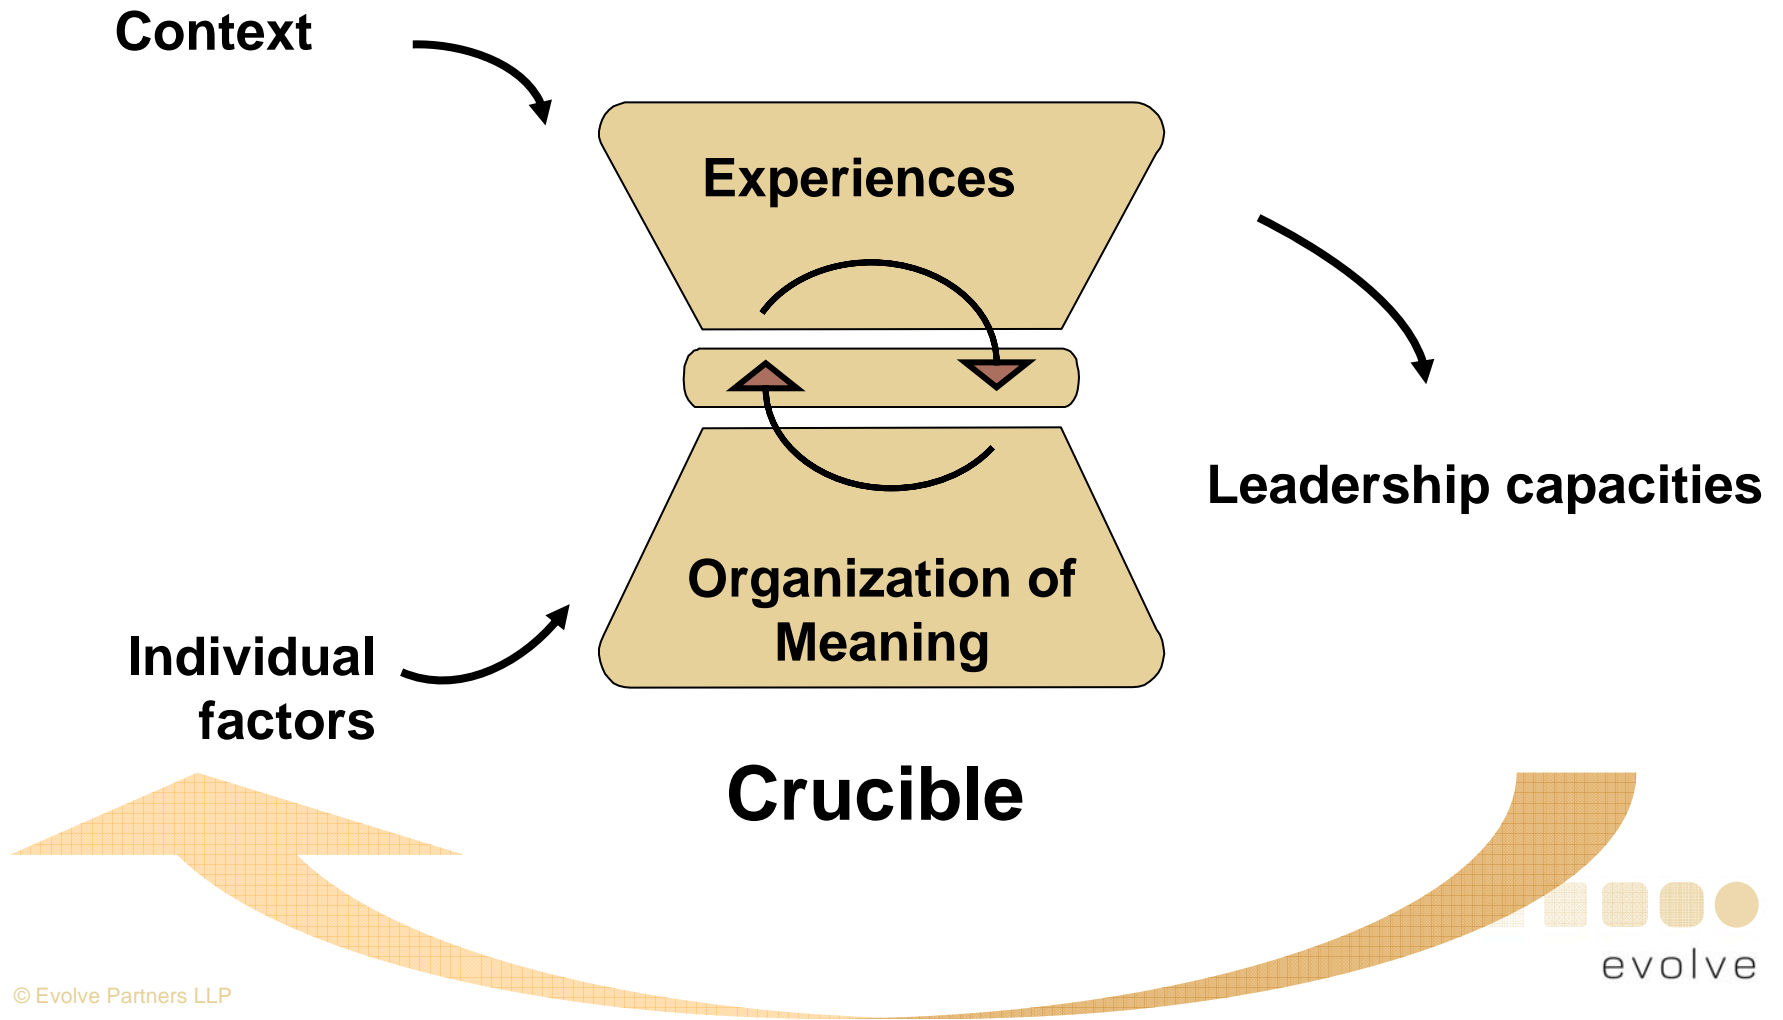 Context
Experiences
Leadership capacities
Organization of
Meaning
Individual
factors
Crucible
evolve
© Evolve Partners LLP